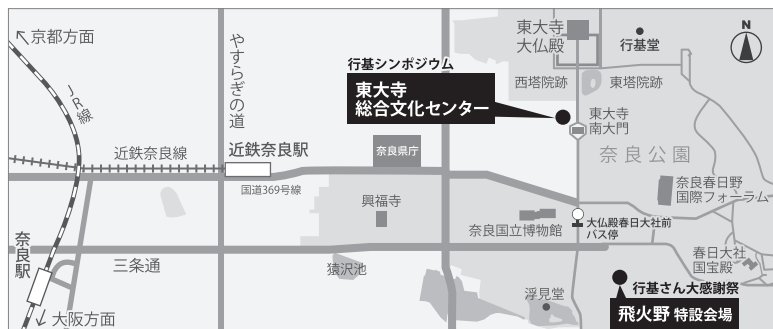 京都方面
JR線
やすらぎの道
行基シンポジウム
東大寺
総合文化センター
東大寺
大仏殿
行基堂
N
西塔院跡
東塔院跡
東大寺
南大門
奈良公園
近鉄奈良線
近鉄奈良駅
奈良県庁
国道369号線
興福寺
奈良春日野
国際フォーラム
奈良国立博物館
大仏殿春日大社前
バス停
奈良駅
三条通
猿沢池
春日大社
国宝殿
浮見堂
行基さん大感謝祭
飛火野 特設会場
大阪方面